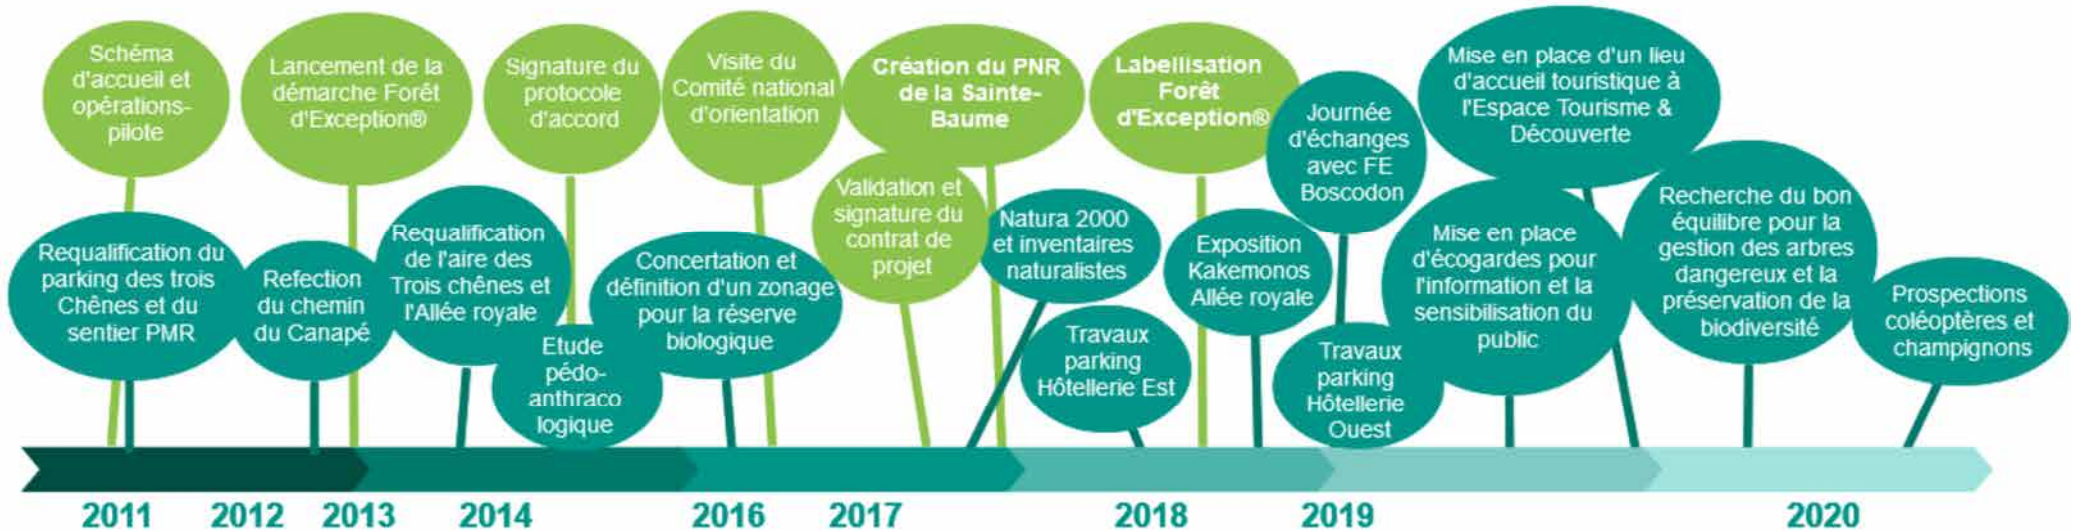 Schéma
d'accueil et
opérations-
pilote
Lancement de la
démarche Forêt
d'Exception®
Signature du
protocole
d'accord
Visite du
Comité national
d'orientation
Création du PNR
de la Sainte-
Baume
Labellisation
Forêt
d'Exception®
Journée
d'échanges
avec FE
Boscodon
Mise en place d'un lieu
d'accueil touristique à
l'Espace Tourisme &
Découverte
Requalification du
parking des trois
Chênes et du
sentier PMR
Refection
du chemin
du Canapé
Requalification
de l'aire des
Trois chênes et
l'Allée royale
Etude
pédo-
anthraco
logique
Concertation et
définition d'un zonage
pour la réserve
biologique
Validation et
signature du
contrat de
projet
Natura 2000
et inventaires
naturalistes
Travaux
parking
Hôtellerie Est
Exposition
Kakemonos
Allée royale
Travaux
parking
Hôtellerie
Ouest
Mise en place
d'écogardes pour
l'information et la
sensibilisation du
public
Recherche du bon
équilibre pour la
gestion des arbres
dangereux et la
préservation de la
biodiversité
Prospections
coléoptères et
champignons
2011 2012 2013 2014 2016 2017 2018 2019 2020